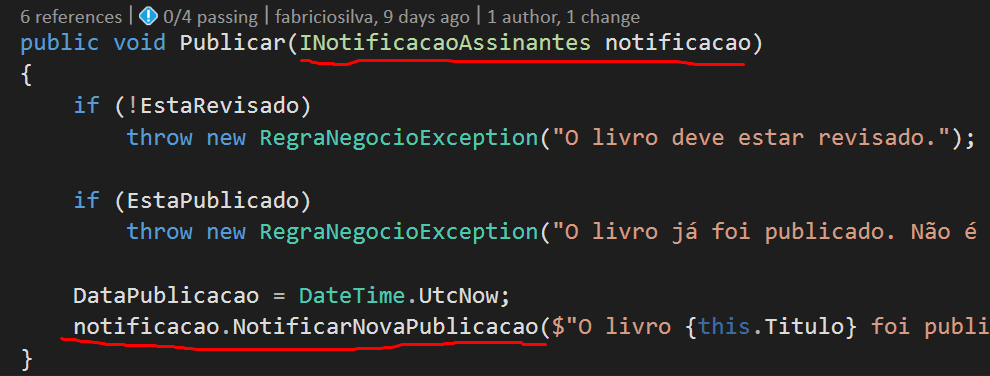 6 references | 0/4 passing | fabriciosilva, 9 days ago | 1 author, 1 change
public void Publicar(INotificacaoAssinantes notificacao)
{
if (!EstaRevisado)
throw new RegraNegocioException("O livro deve estar revisado.");
if (EstaPublicado)
throw new RegraNegocioException("O livro já foi publicado. Não é
DataPublicacao = DateTime.UtcNow;
notificacao.NotificarNovaPublicacao($"O livro {this.Titulo} foi publi
}